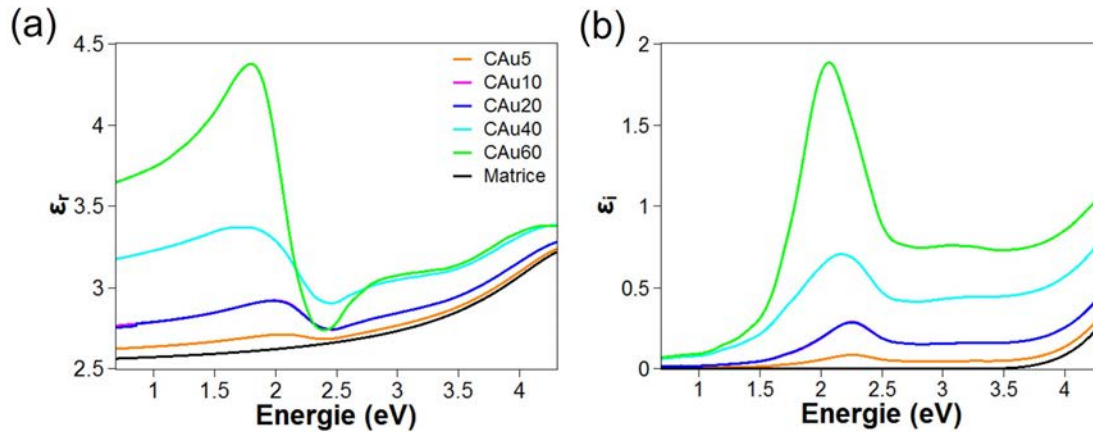 (a)
4.5
4
3.5
3
2.5
εr
1 1.5 2 2.5 3 3.5 4
Energie (eV)
CAu5
CAu10
CAu20
CAu40
CAu60
Matrice
(b)
2
1.5
1
0.5
0
εi
1 1.5 2 2.5 3 3.5 4
Energie (eV)